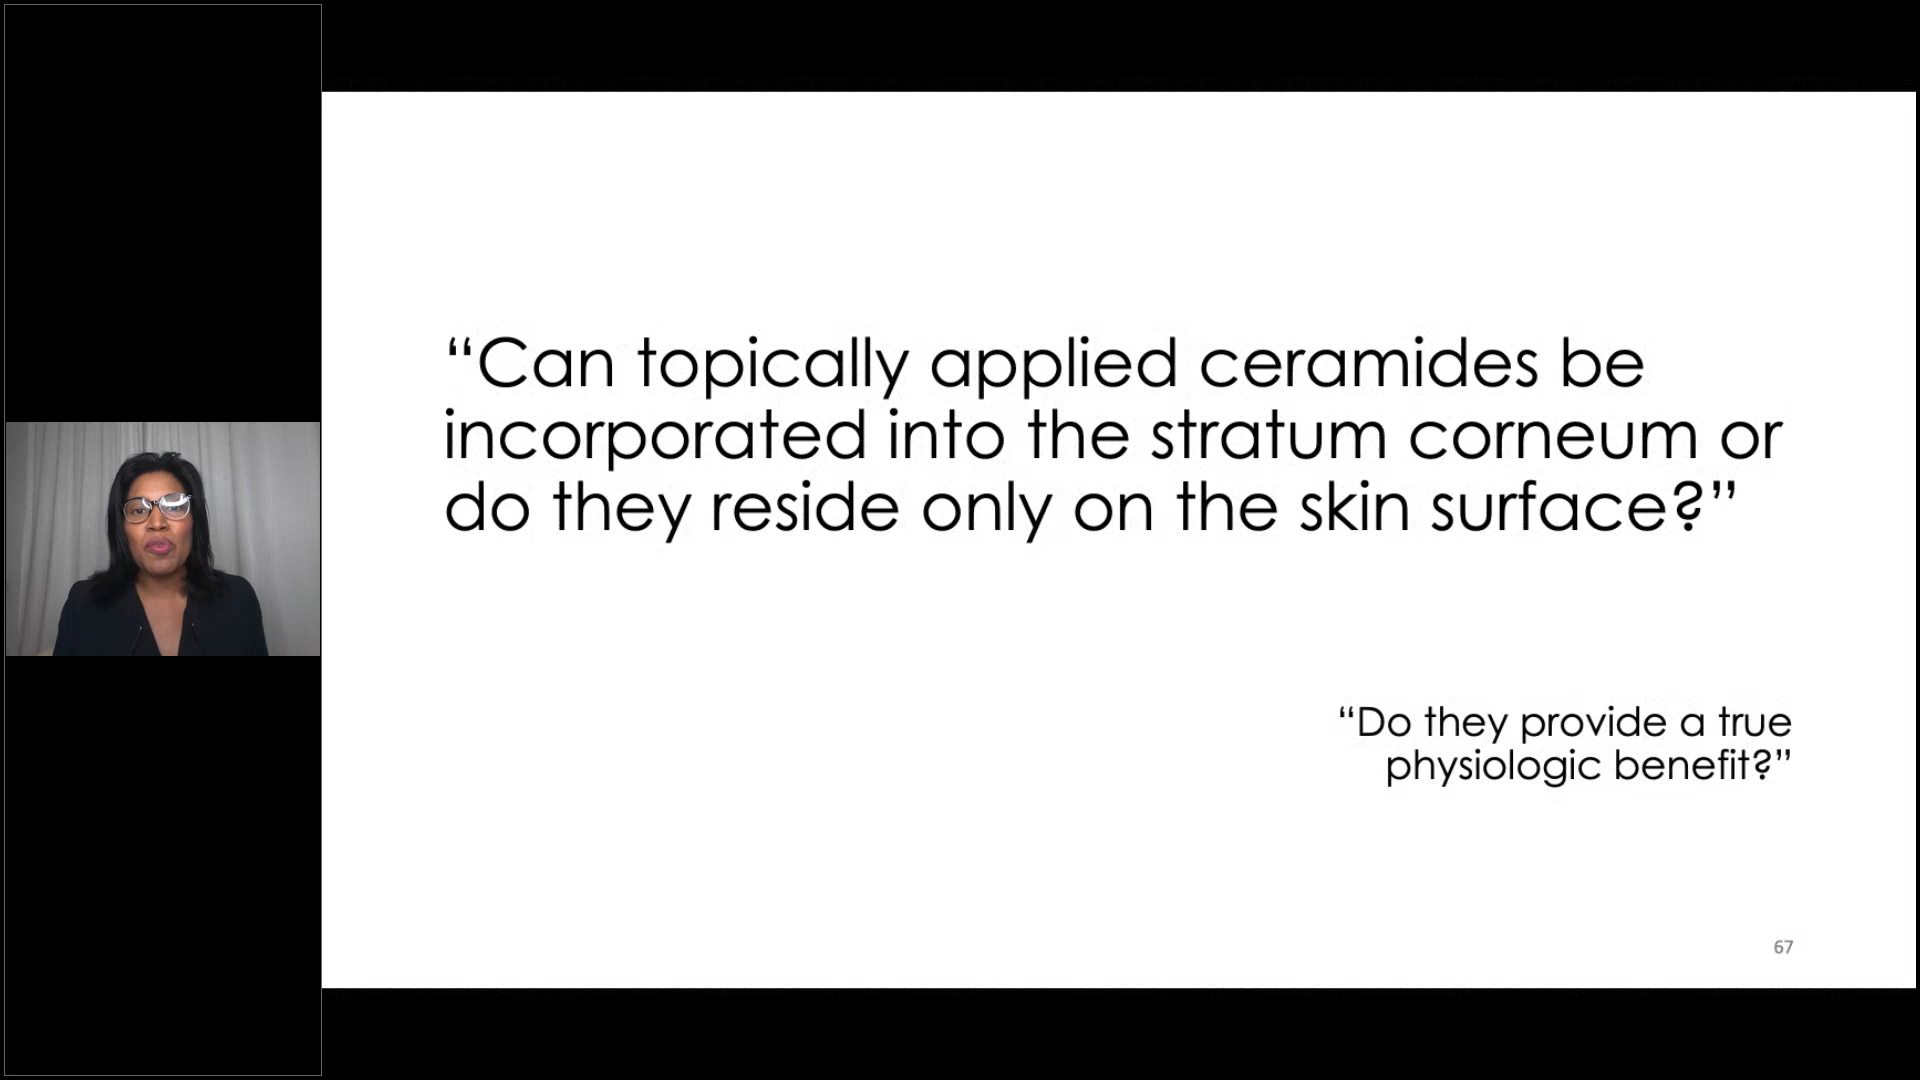 “Can topically applied ceramides be
incorporated into the stratum corneum or
do they reside only on the skin surface?”
“Do they provide a true
physiologic benefit?”
67